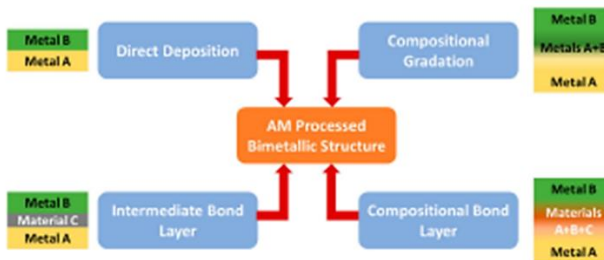 Metal B
Metal A
Direct Deposition
Compositional
Gradation
Metal B
Metals A+B
Metal A
AM Processed
Bimetallic Structure
Metal B
Material C
Metal A
Intermediate Bond
Layer
Compositional Bond
Layer
Metal B
Materials
A+B+C
Metal A